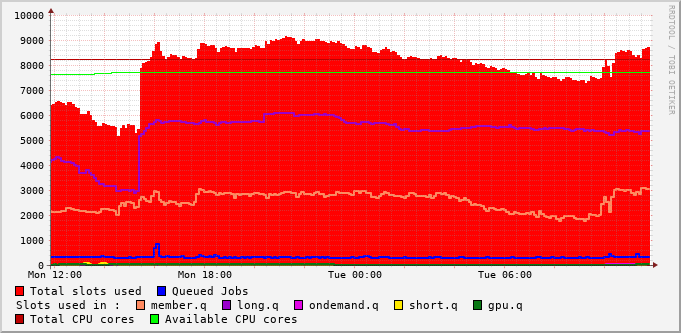 10000
9000
8000
7000
6000
5000
4000
3000
2000
1000
0
Mon 12:00 Mon 18:00 Tue 00:00 Tue 06:00
Total slots used Queued Jobs
Slots used in : member.q long.q ondemand.q short.q gpu.q
Total CPU cores Available CPU cores
RRDTOOL / TOBI OETIKER